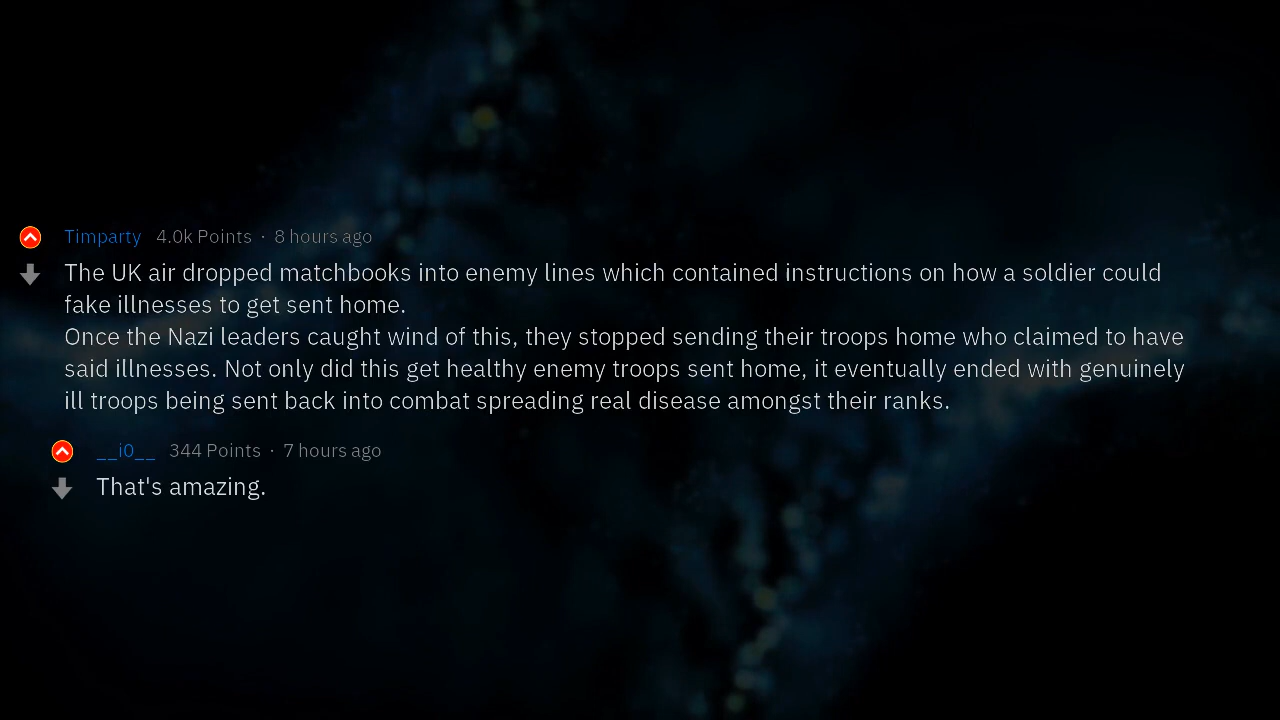 Timparty 4.0k Points · 8 hours ago
The UK air dropped matchbooks into enemy lines which contained instructions on how a soldier could
fake illnesses to get sent home.
Once the Nazi leaders caught wind of this, they stopped sending their troops home who claimed to have
said illnesses. Not only did this get healthy enemy troops sent home, it eventually ended with genuinely
ill troops being sent back into combat spreading real disease amongst their ranks.
__i0__ 344 Points · 7 hours ago
That's amazing.